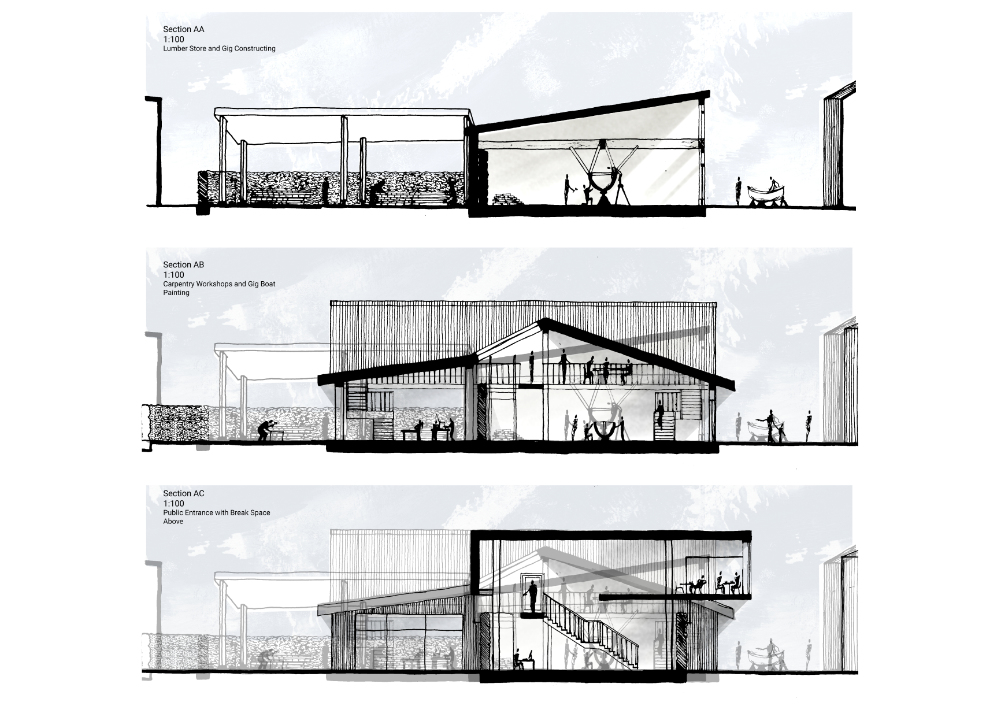 Section AA
1:100
Lumber Store and Gig Constructing
Section AB
1:100
Carpentry Workshops and Gig Boat
Painting
Section AC
1:100
Public Entrance with Break Space
Above